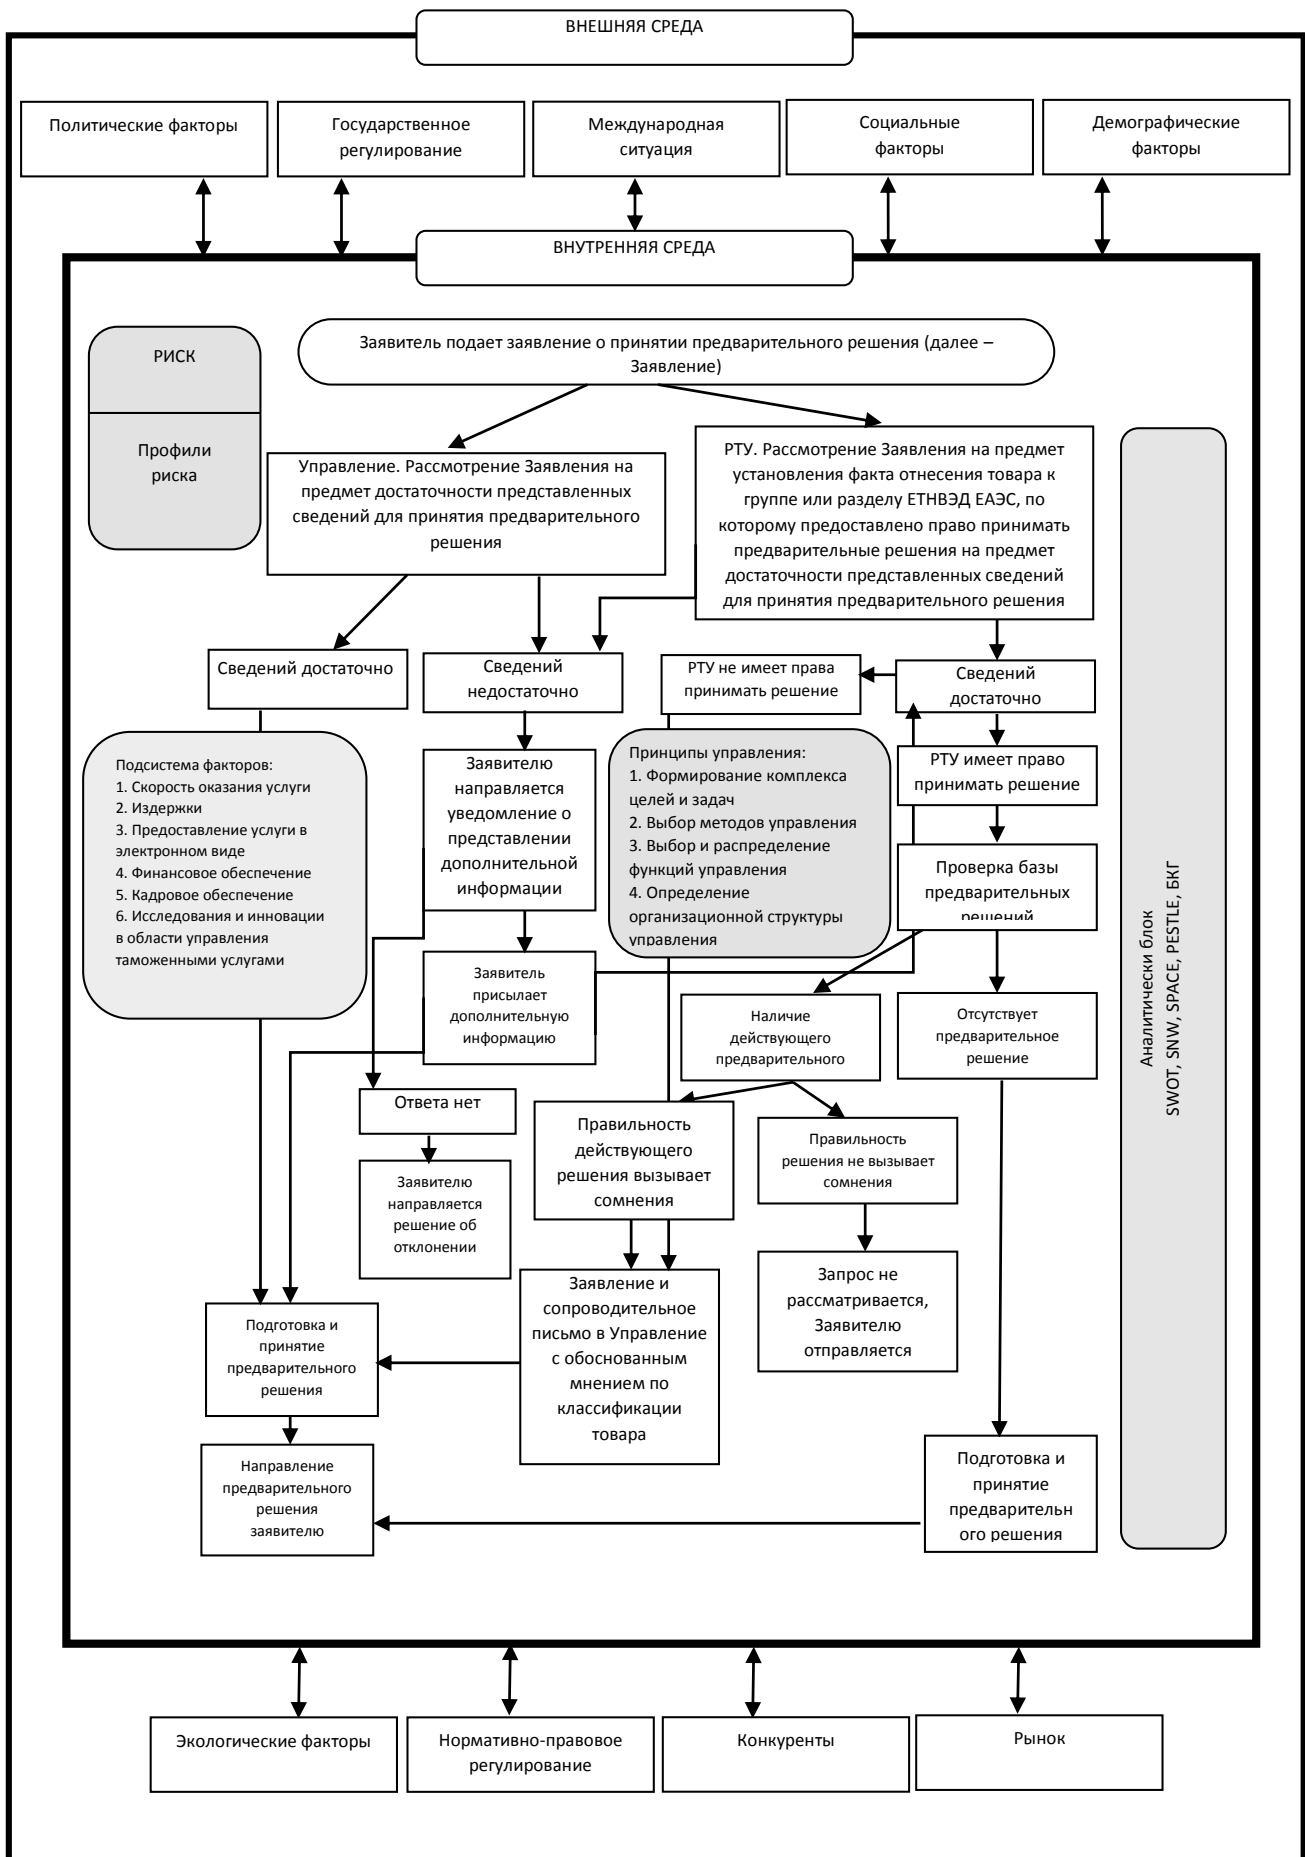 ВНЕШНЯЯ СРЕДА
Политические факторы
Государственное
регулирование
Международная
ситуация
Социальные
факторы
Демографические
факторы
ВНУТРЕННЯЯ СРЕДА
РИСК
Профили
риска
Заявитель подает заявление о принятии предварительного решения (далее –
Заявление)
Управление. Рассмотрение Заявления на
предмет достаточности представленных
сведений для принятия предварительного
решения
РТУ. Рассмотрение Заявления на предмет
установления факта отнесения товара к
группе или разделу ЕТНВЭД ЕАЭС, по
которому предоставлено право принимать
предварительные решения на предмет
достаточности представленных сведений
для принятия предварительного решения
Сведений достаточно
Сведений
недостаточно
РТУ не имеет права
принимать решение
Сведений
достаточно
Подсистема факторов:
1. Скорость оказания услуги
2. Издержки
3. Предоставление услуги в
электронном виде
4. Финансовое обеспечение
5. Кадровое обеспечение
6. Исследования и инновации
в области управления
таможенными услугами
Заявителю
направляется
уведомление о
представлении
дополнительной
информации
Принципы управления:
1. Формирование комплекса
целей и задач
2. Выбор методов управления
3. Выбор и распределение
функций управления
4. Определение
организационной структуры
управления
РТУ имеет право
принимать решение
Проверка базы
предварительных
решений
Заявитель
присылает
дополнительную
информацию
Наличие
действующего
предварительного
Отсутствует
предварительное
решение
Ответа нет
Правильность
действующего
решения вызывает
сомнения
Правильность
решения не вызывает
сомнения
Заявителю
направляется
решение об
отклонении
Заявление и
сопроводительное
письмо в Управление
с обоснованным
мнением по
классификации
товара
Запрос не
рассматривается,
Заявителю
отправляется
Подготовка и
принятие
предварительного
решения
Направление
предварительного
решения
заявителю
Подготовка и
принятие
предварительн
ого решения
Аналитически блок
SWOT, SNW, SPACE, PESTLE, БКГ
Экологические факторы
Нормативно-правовое
регулирование
Конкуренты
Рынок